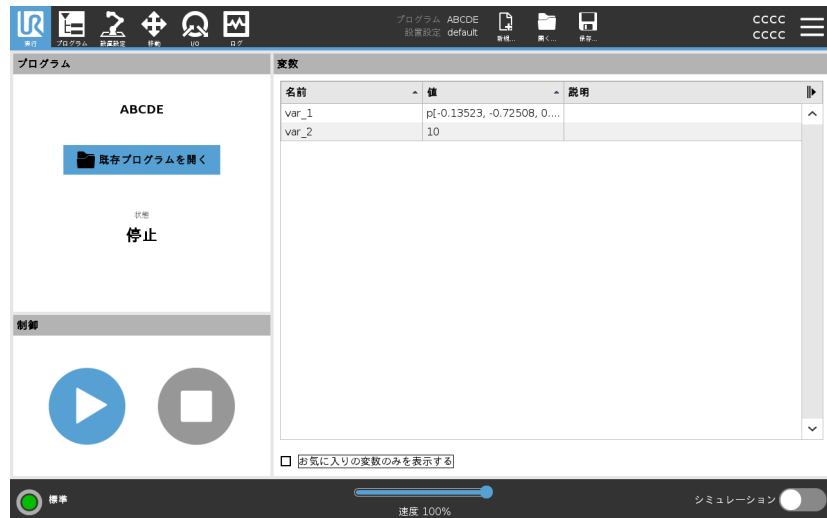 UR
実行
プログラム
設置設定
移動
I/O
ログ
プログラム ABCDE
設置設定 default
新規...
開く...
保存...
CCCC
CCCC
プログラム
ABCDE
既存プログラムを開く
状態
停止
制御
変数
名前 値 説明
var_1 p[-0.13523, -0.72508, 0....
var_2 10
お気に入りの変数のみを表示する
標準
速度 100%
シミュレーション